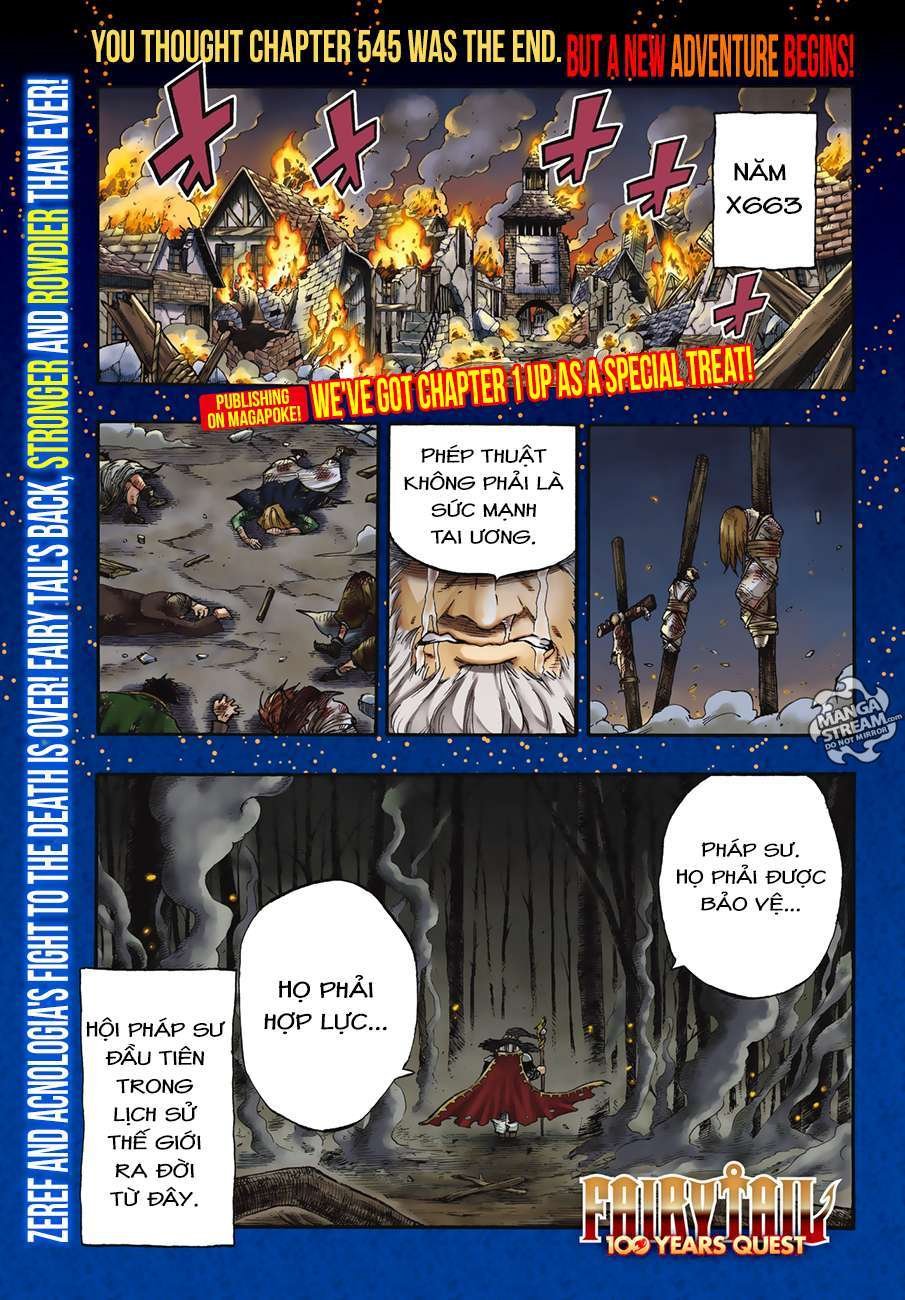 YOU THOUGHT CHAPTER 545 WAS THE END. BUT A NEW ADVENTURE BEGINS!
ZEREF AND ACNOLOGIA'S FIGHT TO THE DEATH IS OVER! FAIRY TAIL'S BACK, STRONGER AND ROWDIER THAN EVER!
NĂM
X663
PUBLISHING
ON MAGAPOKE!
WE'VE GOT CHAPTER 1 UP AS A SPECIAL TREAT!
PHÉP THUẬT
KHÔNG PHẢI LÀ
SỨC MẠNH
TAI ƯƠNG.
MANGA
STREAM.com
DO NOT MIRROR
PHÁP SƯ.
HỌ PHẢI ĐƯỢC
BẢO VỆ...
HỌ PHẢI
HỢP LỰC...
HỘI PHÁP SƯ
ĐẦU TIÊN
TRONG
LỊCH SỬ
THẾ GIỚI
RA ĐỜI
TỪ ĐÂY.
FAIRY TAIL
100 YEARS QUEST